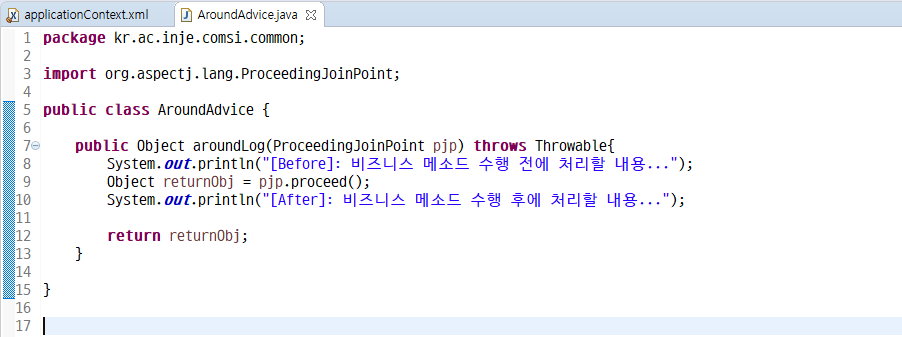 applicationContext.xml AroundAdvice.java
1 package kr.ac.inje.comsi.common;
2
3 import org.aspectj.lang.ProceedingJoinPoint;
4
5 public class AroundAdvice {
6
7 public Object aroundLog(ProceedingJoinPoint pjp) throws Throwable{
8 System.out.println("[Before]: 비즈니스 메소드 수행 전에 처리할 내용...");
9 Object returnObj = pjp.proceed();
10 System.out.println("[After]: 비즈니스 메소드 수행 후에 처리할 내용...");
11
12 return returnObj;
13 }
14
15 }
16
17